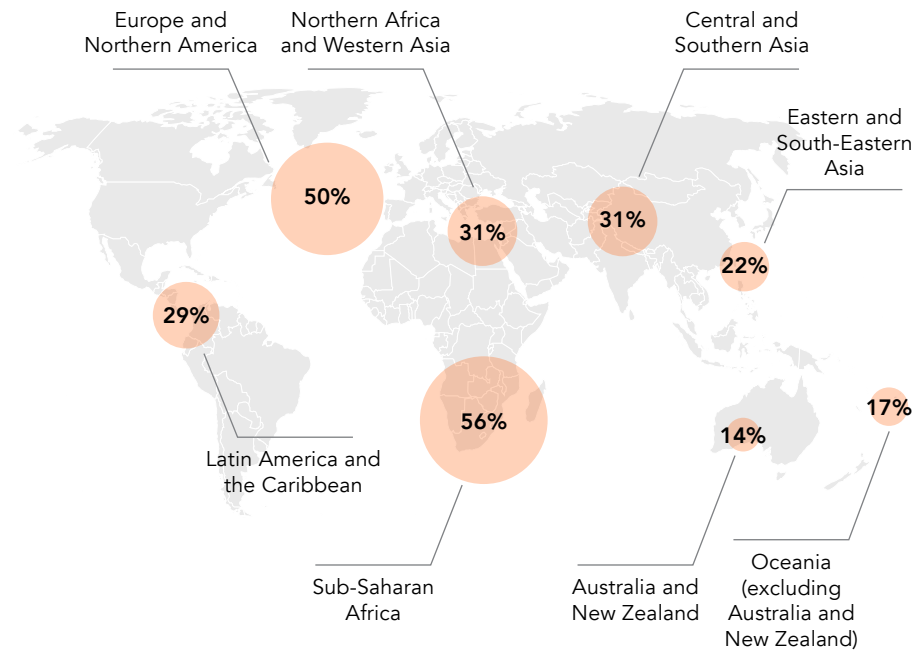 Europe and
Northern America
Northern Africa
and Western Asia
Central and
Southern Asia
Eastern and
South-Eastern
Asia
50%
31%
31%
22%
29%
56%
17%
14%
Latin America and
the Caribbean
Sub-Saharan
Africa
Australia and
New Zealand
Oceania
(excluding
Australia and
New Zealand)